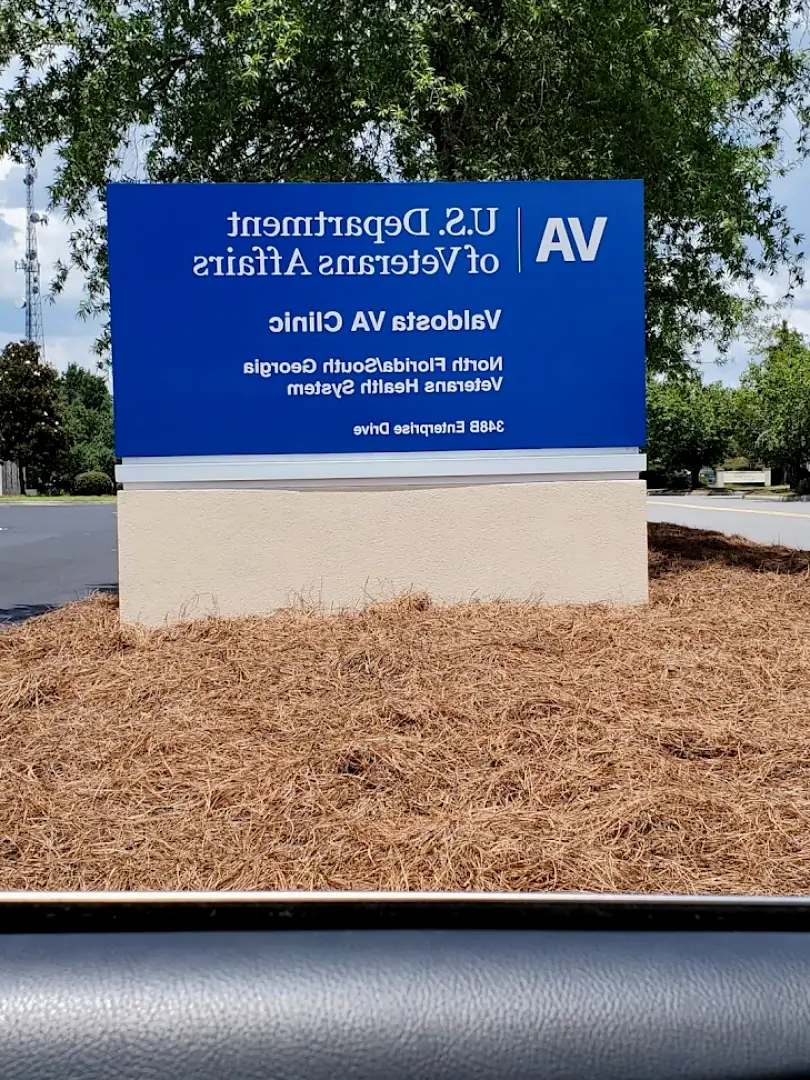 VA
U.S. Department
of Veterans Affairs
Valdosta VA Clinic
North Florida/South Georgia
Veterans Health System
348B Enterprise Drive